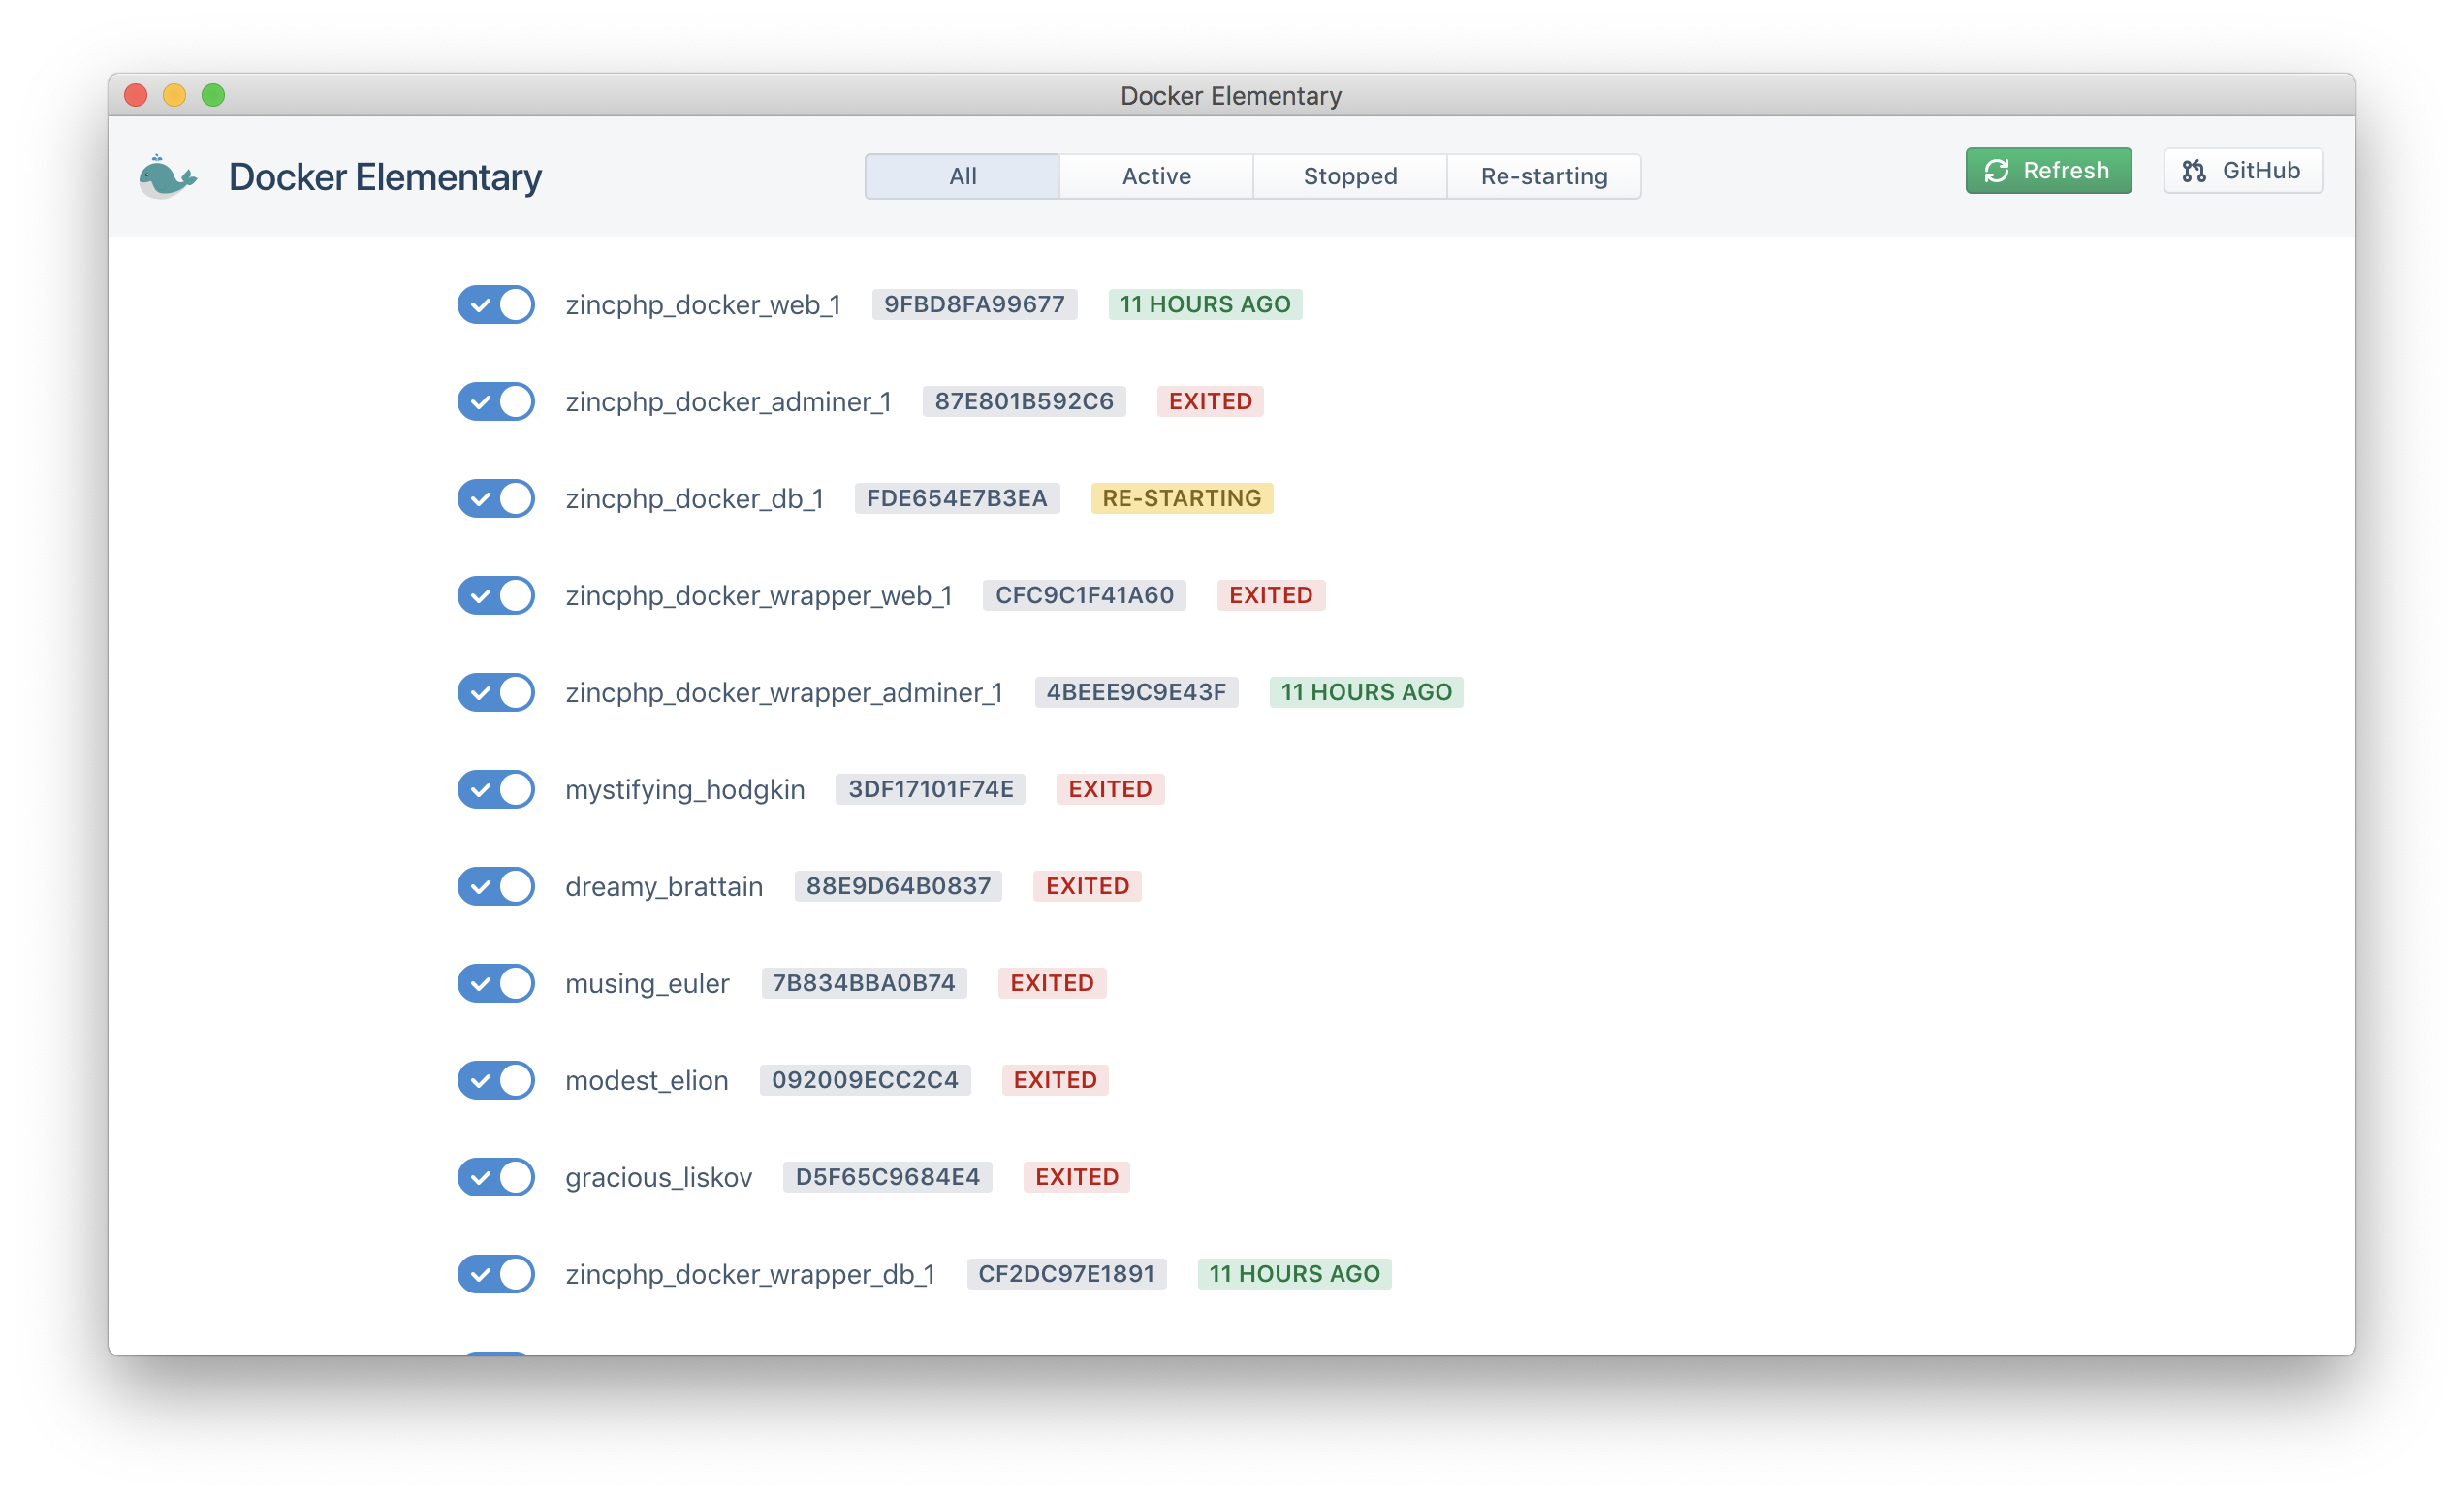 Docker Elementary
Docker Elementary All Active Stopped Re-starting Refresh GitHub
zincphp_docker_web_1 9FBD8FA99677 11 HOURS AGO
zincphp_docker_adminer_1 87E801B592C6 EXITED
zincphp_docker_db_1 FDE654E7B3EA RE-STARTING
zincphp_docker_wrapper_web_1 CFC9C1F41A60 EXITED
zincphp_docker_wrapper_adminer_1 4BEEE9C9E43F 11 HOURS AGO
mystifying_hodgkin 3DF17101F74E EXITED
dreamy_brattain 88E9D64B0837 EXITED
musing_euler 7B834BBA0B74 EXITED
modest_elion 092009ECC2C4 EXITED
gracious_liskov D5F65C9684E4 EXITED
zincphp_docker_wrapper_db_1 CF2DC97E1891 11 HOURS AGO